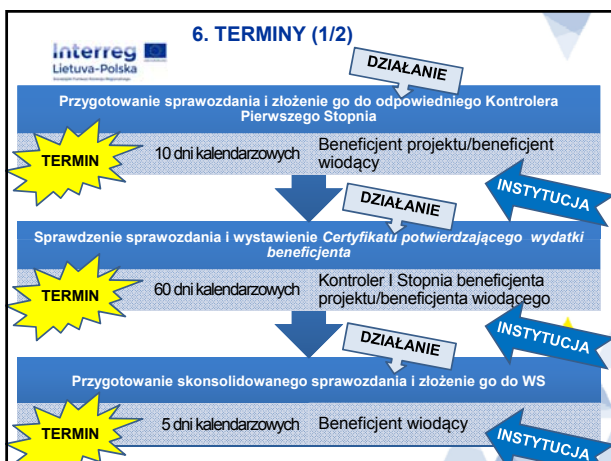 6. TERMINY (1/2)
Interreg
Lietuva-Polska
DZIAŁANIE
Przygotowanie sprawozdania i złożenie go do odpowiedniego Kontrolera
Pierwszego Stopnia
TERMIN
10 dni kalendarzowych
Beneficjent projektu/beneficjent
wiodący
INSTYTUCJA
DZIAŁANIE
Sprawdzenie sprawozdania i wystawienie Certyfikatu potwierdzającego wydatki
beneficjenta
TERMIN
60 dni kalendarzowych
Kontroler I Stopnia beneficjenta
projektu/beneficjenta wiodącego
INSTYTUCJA
DZIAŁANIE
Przygotowanie skonsolidowanego sprawozdania i złożenie go do WS
TERMIN
5 dni kalendarzowych
Beneficjent wiodący
INSTYTUCJA